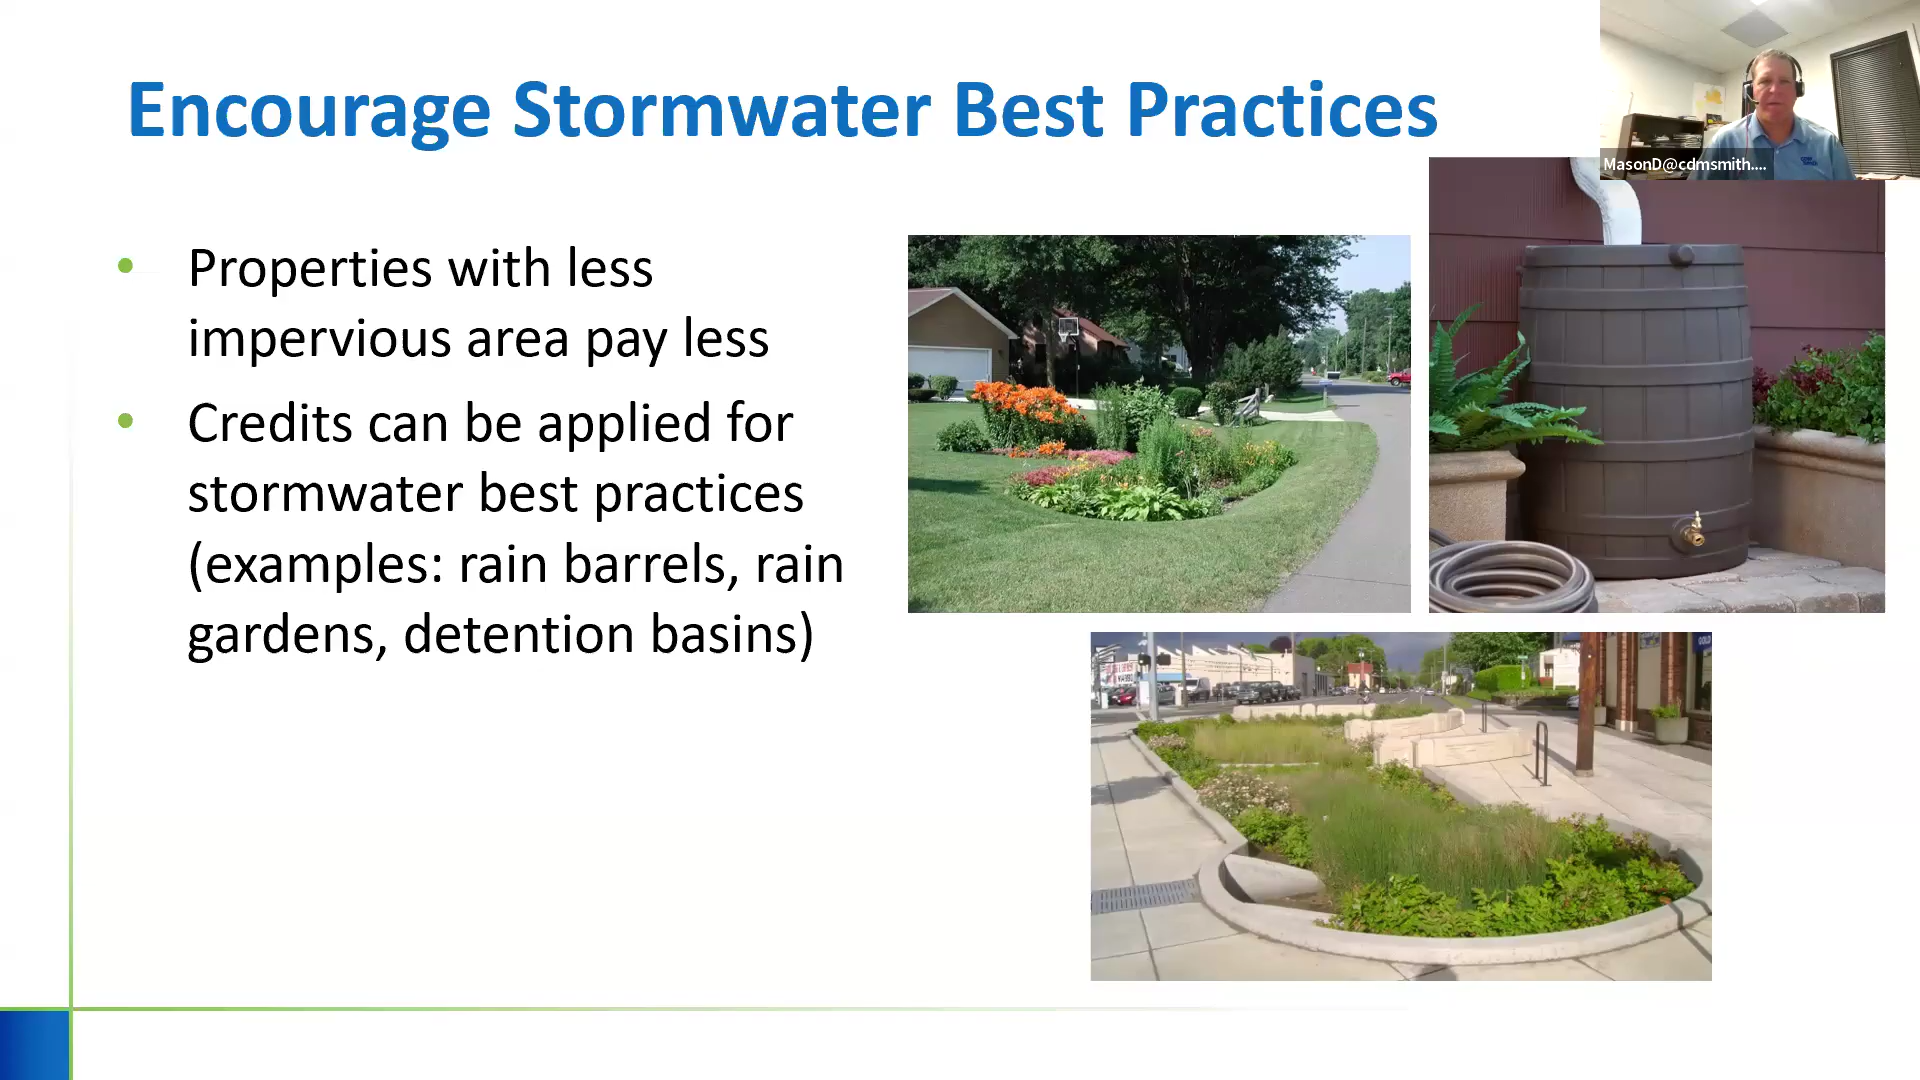 Encourage Stormwater Best Practices
MasonD@cdmsmith....
• Properties with less
impervious area pay less
• Credits can be applied for
stormwater best practices
(examples: rain barrels, rain
gardens, detention basins)